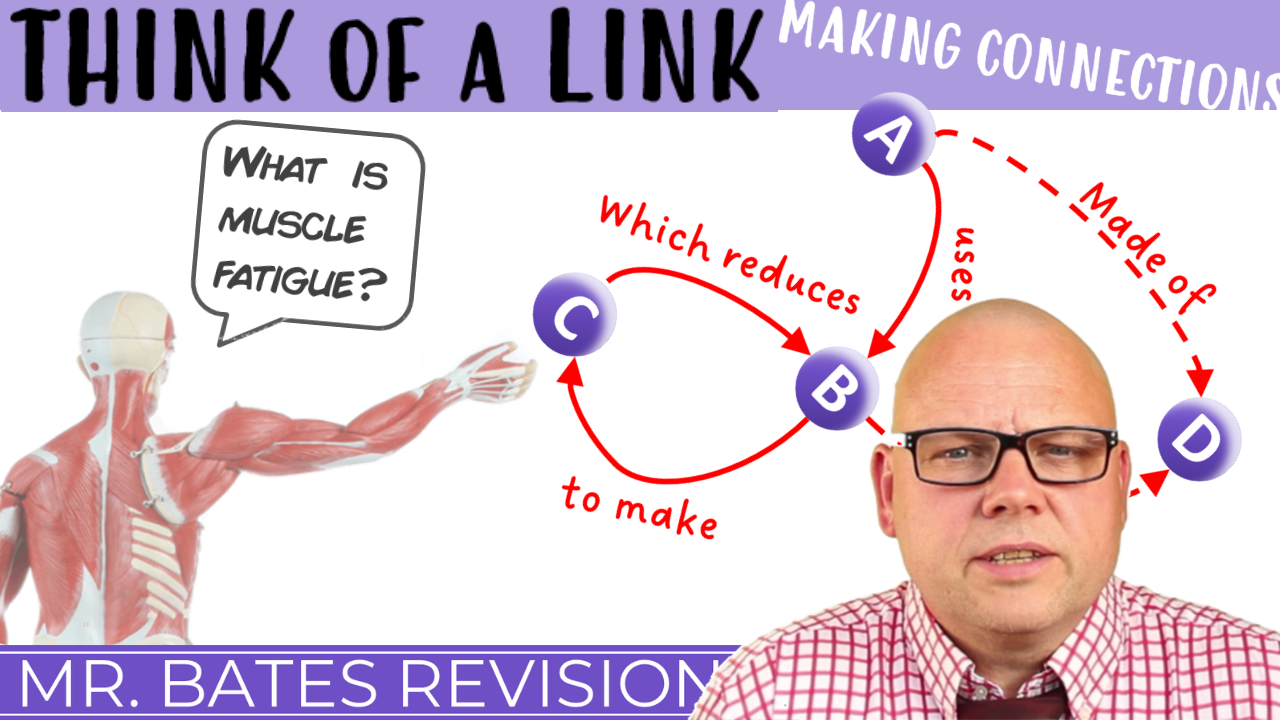 THINK OF A LINK
MAKING CONNECTIONS
WHAT IS
MUSCLE
FATIGUE?
A
Made of
Which reduces
uses
C
B
D
to make
MR. BATES REVISION